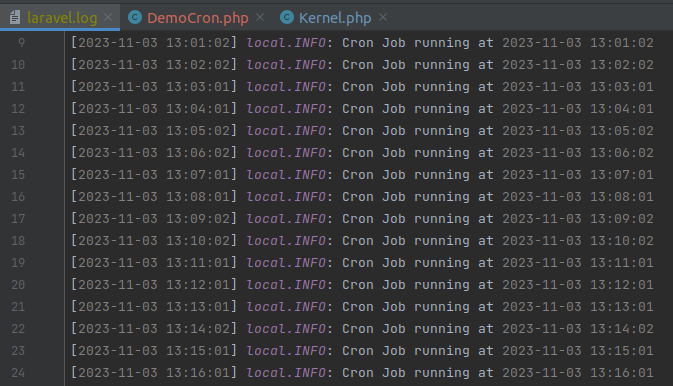 laravel.log DemoCron.php Kernel.php
9 [2023-11-03 13:01:02] local.INFO: Cron Job running at 2023-11-03 13:01:02
10 [2023-11-03 13:02:02] local.INFO: Cron Job running at 2023-11-03 13:02:02
11 [2023-11-03 13:03:01] local.INFO: Cron Job running at 2023-11-03 13:03:01
12 [2023-11-03 13:04:01] local.INFO: Cron Job running at 2023-11-03 13:04:01
13 [2023-11-03 13:05:02] local.INFO: Cron Job running at 2023-11-03 13:05:02
14 [2023-11-03 13:06:02] local.INFO: Cron Job running at 2023-11-03 13:06:02
15 [2023-11-03 13:07:01] local.INFO: Cron Job running at 2023-11-03 13:07:01
16 [2023-11-03 13:08:01] local.INFO: Cron Job running at 2023-11-03 13:08:01
17 [2023-11-03 13:09:02] local.INFO: Cron Job running at 2023-11-03 13:09:02
18 [2023-11-03 13:10:02] local.INFO: Cron Job running at 2023-11-03 13:10:02
19 [2023-11-03 13:11:01] local.INFO: Cron Job running at 2023-11-03 13:11:01
20 [2023-11-03 13:12:01] local.INFO: Cron Job running at 2023-11-03 13:12:01
21 [2023-11-03 13:13:01] local.INFO: Cron Job running at 2023-11-03 13:13:01
22 [2023-11-03 13:14:02] local.INFO: Cron Job running at 2023-11-03 13:14:02
23 [2023-11-03 13:15:01] local.INFO: Cron Job running at 2023-11-03 13:15:01
24 [2023-11-03 13:16:01] local.INFO: Cron Job running at 2023-11-03 13:16:01